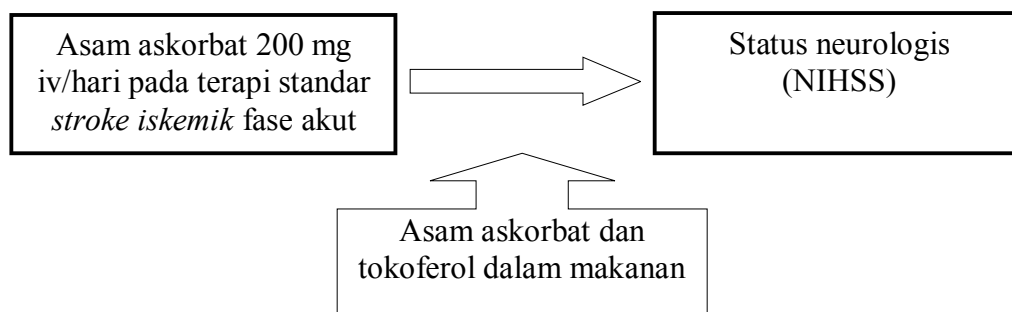 Asam askorbat 200 mg
iv/hari pada terapi standar
stroke iskemik fase akut
Status neurologis
(NIHSS)
Asam askorbat dan
tokoferol dalam makanan